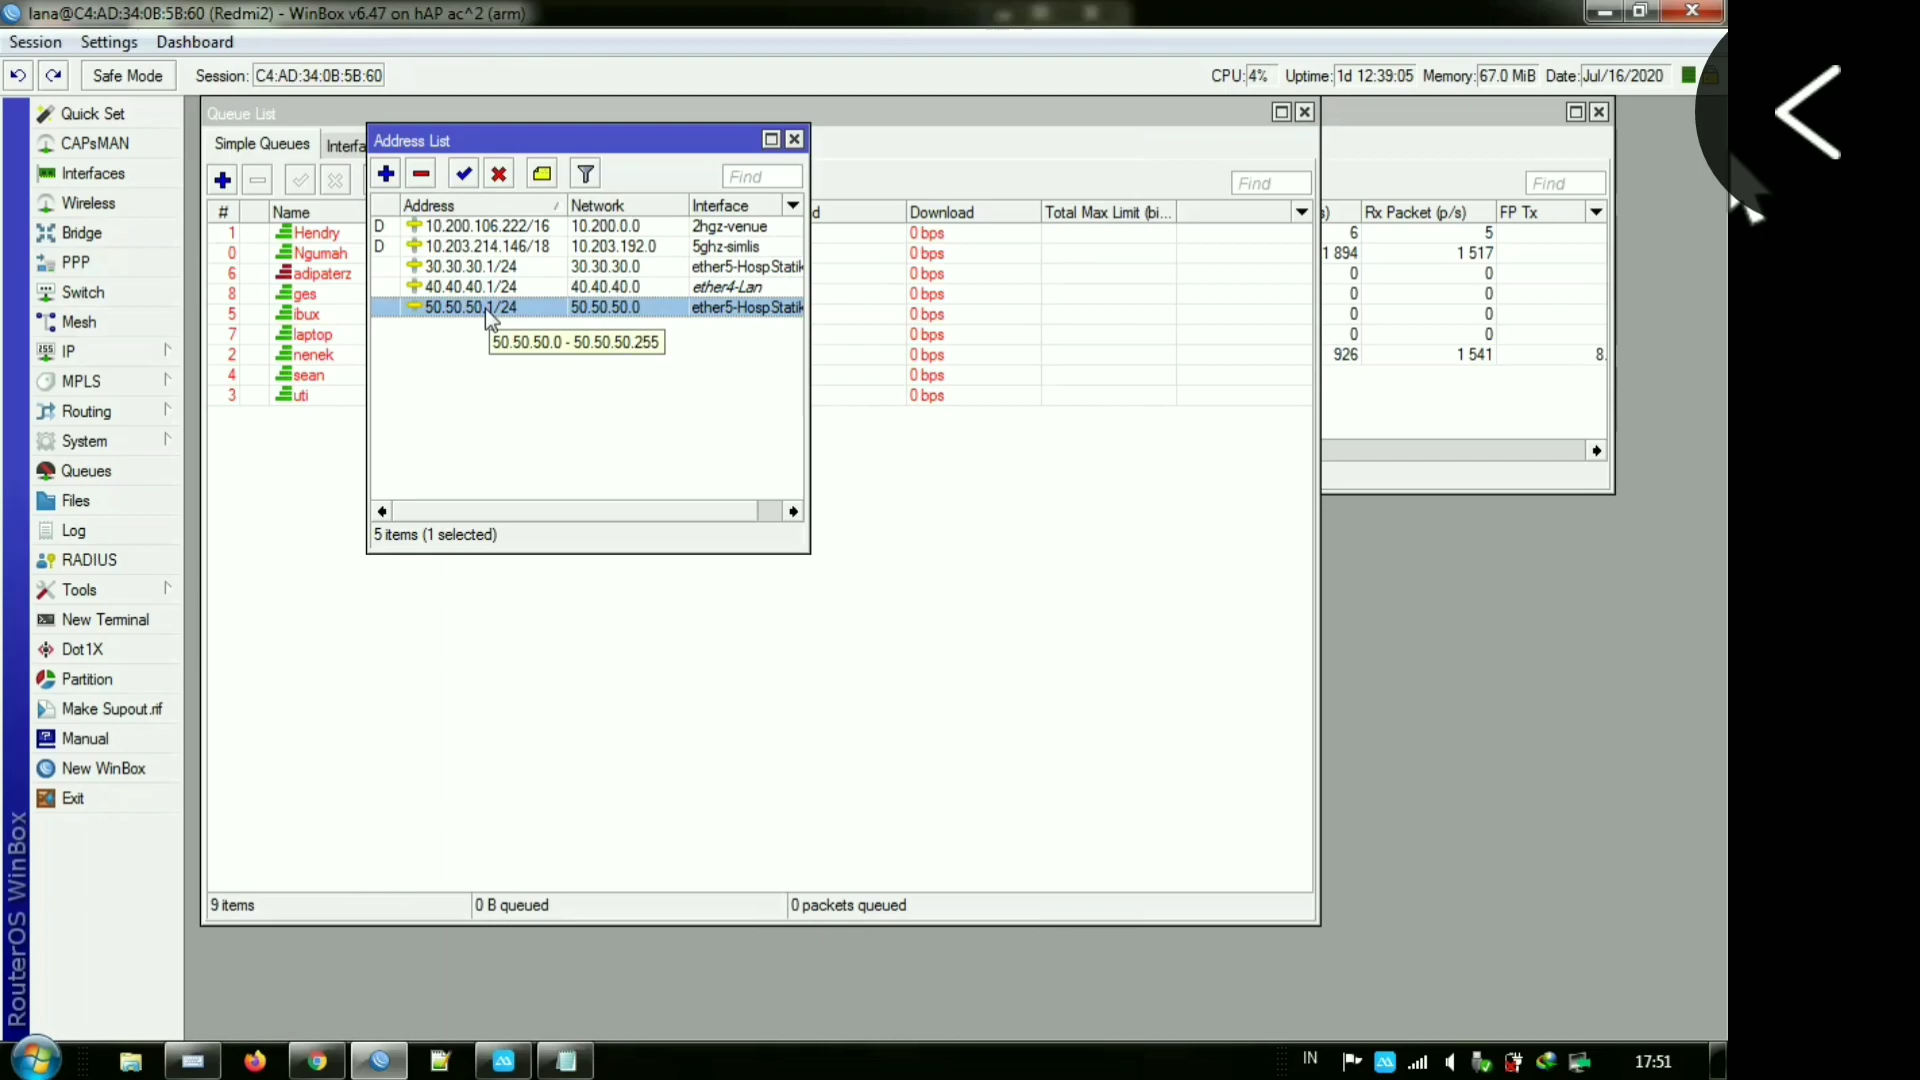 lana@C4:AD:34:0B:5B:60 (Redmi2) - WinBox v6.47 on hAP ac^2 (arm)
Session Settings Dashboard
Safe Mode Session: C4:AD:34:0B:5B:60 CPU: 4% Uptime: 1d 12:39:05 Memory: 67.0 MiB Date: Jul/16/2020
Quick Set
CAPsMAN
Interfaces
Wireless
Bridge
PPP
Switch
Mesh
IP
MPLS
Routing
System
Queues
Files
Log
RADIUS
Tools
New Terminal
Dot1X
Partition
Make Supout.rif
Manual
New WinBox
Exit
RouterOS WinBox
Queue List
Simple Queues Interfa
Find
# Name d Download Total Max Limit (bi...
1 Hendry 0 bps
0 Ngumah 0 bps
6 adipaterz 0 bps
8 ges 0 bps
5 ibux 0 bps
7 laptop 0 bps
2 nenek 0 bps
4 sean 0 bps
3 uti 0 bps
9 items 0 B queued 0 packets queued
Address List
Find
Address Network Interface
D 10.200.106.222/16 10.200.0.0 2hgz-venue
D 10.203.214.146/18 10.203.192.0 5ghz-simlis
30.30.30.1/24 30.30.30.0 ether5-HospStatik
40.40.40.1/24 40.40.40.0 ether4-Lan
50.50.50.1/24 50.50.50.0 ether5-HospStatik
50.50.50.0 - 50.50.50.255
5 items (1 selected)
Find
s) Rx Packet (p/s) FP Tx
6 5
1 894 1 517
0 0
0 0
0 0
0 0
926 1 541 8.
IN 17:51